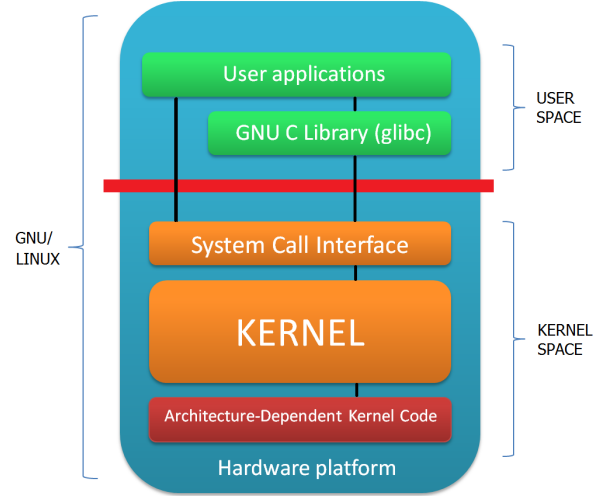 User applications
GNU C Library (glibc)
USER
SPACE
GNU/
LINUX
System Call Interface
KERNEL
KERNEL
SPACE
Architecture-Dependent Kernel Code
Hardware platform